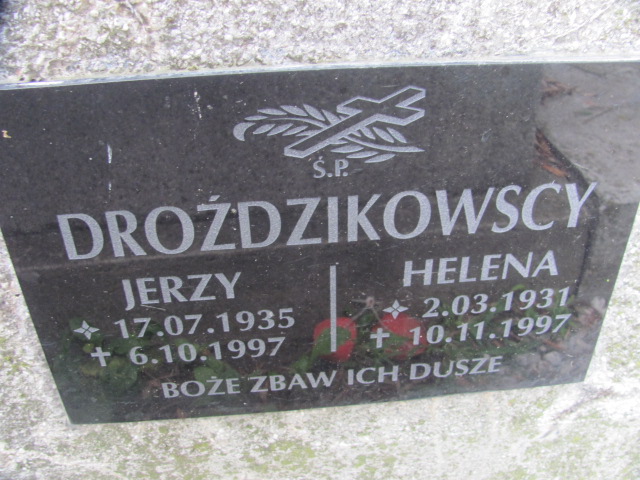 Ś.P.
DROŹDZIKOWSCY
JERZY
✧ 17.07.1935
✝ 6.10.1997
HELENA
✧ 2.03.1931
✝ 10.11.1997
BOŻE ZBAW ICH DUSZE